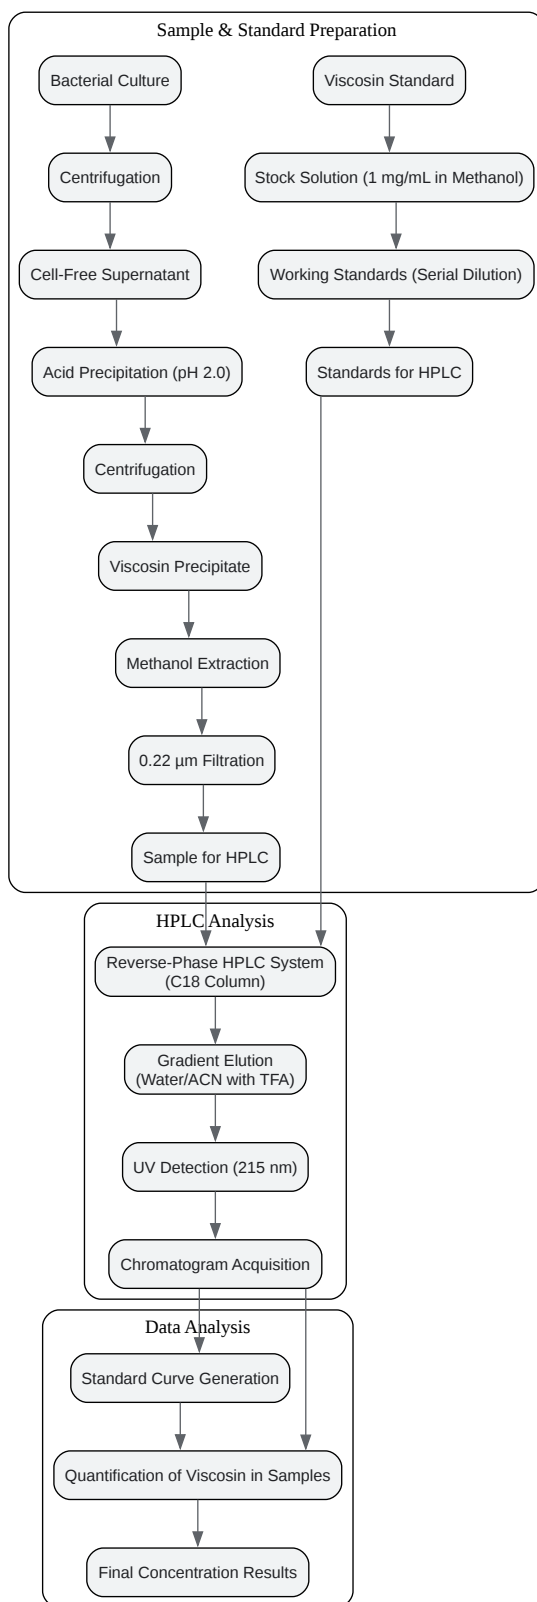 Sample & Standard Preparation
Bacterial Culture
Viscosin Standard
Centrifugation
Stock Solution (1 mg/mL in Methanol)
Cell-Free Supernatant
Working Standards (Serial Dilution)
Acid Precipitation (pH 2.0)
Standards for HPLC
Centrifugation
Viscosin Precipitate
Methanol Extraction
0.22 µm Filtration
Sample for HPLC
HPLC Analysis
Reverse-Phase HPLC System
(C18 Column)
Gradient Elution
(Water/ACN with TFA)
UV Detection (215 nm)
Chromatogram Acquisition
Data Analysis
Standard Curve Generation
Quantification of Viscosin in Samples
Final Concentration Results